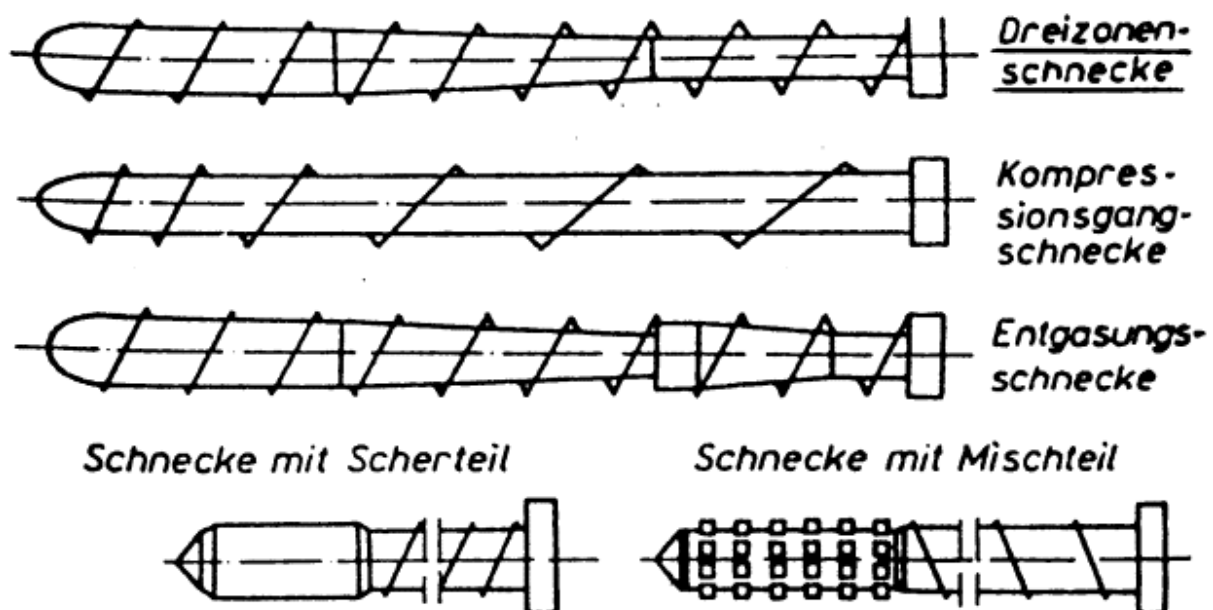 Dreizonen-
schnecke
Kompres-
sionsgang-
schnecke
Entgasungs-
schnecke
Schnecke mit Scherteil
Schnecke mit Mischteil